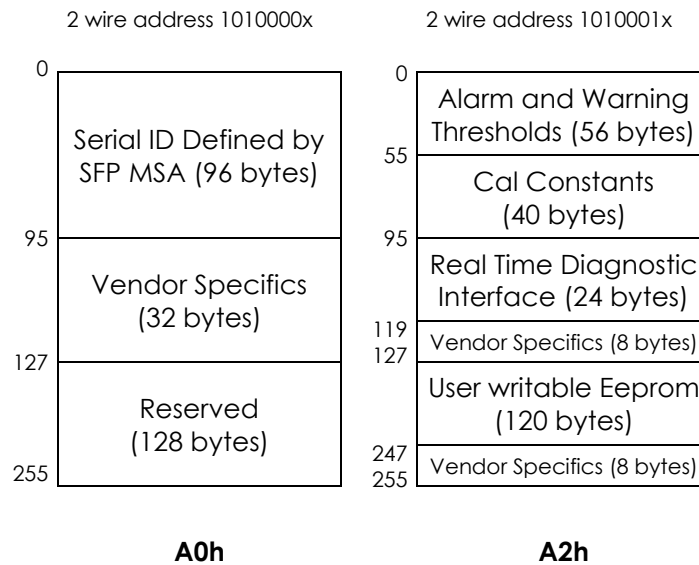 2 wire address 1010000x
0
Serial ID Defined by
SFP MSA (96 bytes)
95
Vendor Specifics
(32 bytes)
127
Reserved
(128 bytes)
255
A0h
2 wire address 1010001x
0
Alarm and Warning
Thresholds (56 bytes)
55
Cal Constants
(40 bytes)
95
Real Time Diagnostic
Interface (24 bytes)
119
Vendor Specifics (8 bytes)
127
User writable Eeprom
(120 bytes)
247
Vendor Specifics (8 bytes)
255
A2h